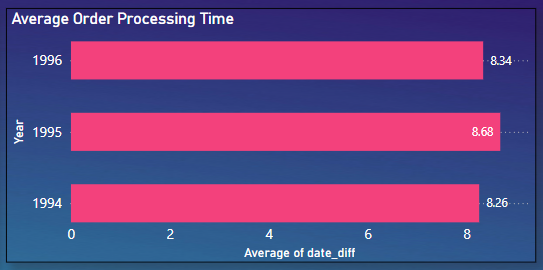 Average Order Processing Time
1996
8.34
1995
8.68
1994
8.26
Year
0 2 4 6 8
Average of date_diff